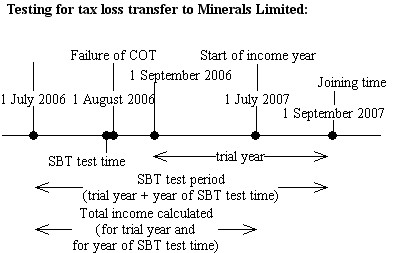 Testing for tax loss transfer to Minerals Limited:
Failure of COT
Start of income year
1 September 2006
Joining time
1 July 2006
1 August 2006
1 July 2007
1 September 2007
SBT test time
trial year
SBT test period
(trial year + year of SBT test time)
Total income calculated
(for trial year and
for year of SBT test time)